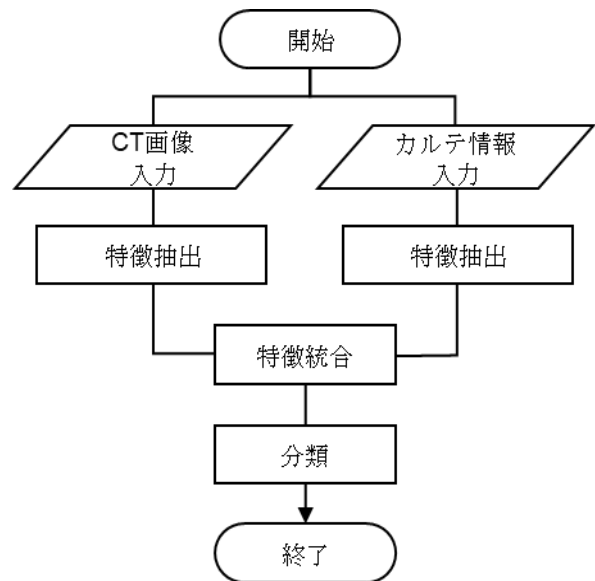 開始
CT画像
入力
カルテ情報
入力
特徴抽出
特徴抽出
特徴統合
分類
終了